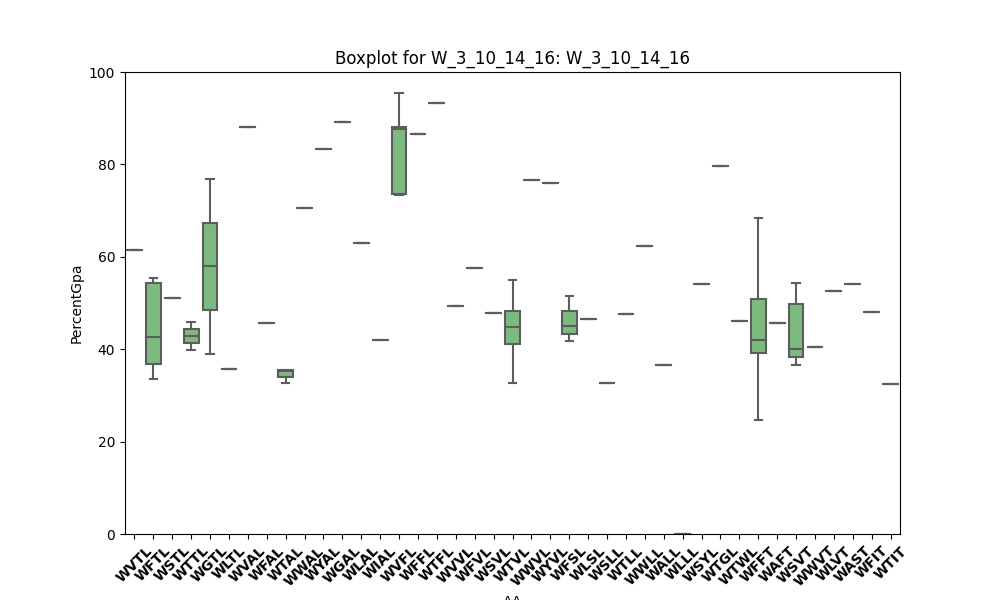 Boxplot for W_3_10_14_16: W_3_10_14_16
PercentGpa
100
80
60
40
20
0
WVTL
WFTL
WSTL
WTTL
WGTL
WLTL
WVAL
WFAL
WTAL
WWAL
WYAL
WGAL
WLAL
WIAL
WVFL
WFFL
WTFL
WVVL
WFVL
WSVL
WTVL
WWVL
WYVL
WFSL
WLSL
WSLL
WTLL
WWLL
WALL
WLLL
WSYL
WTGL
WTWL
WFFT
WAFT
WSVT
WWVT
WLVT
WAST
WFIT
WTIT
AA